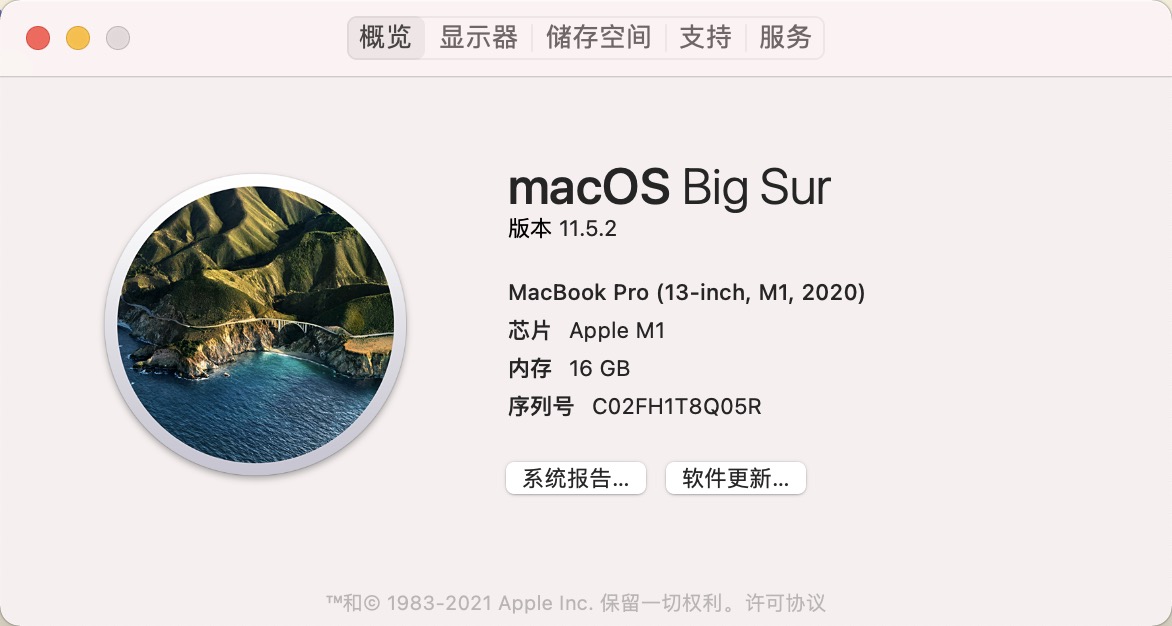 概览 显示器 储存空间 支持 服务
macOS Big Sur
版本 11.5.2
MacBook Pro (13-inch, M1, 2020)
芯片 Apple M1
内存 16 GB
序列号 C02FH1T8Q05R
系统报告... 软件更新...
™和© 1983-2021 Apple Inc. 保留一切权利。许可协议